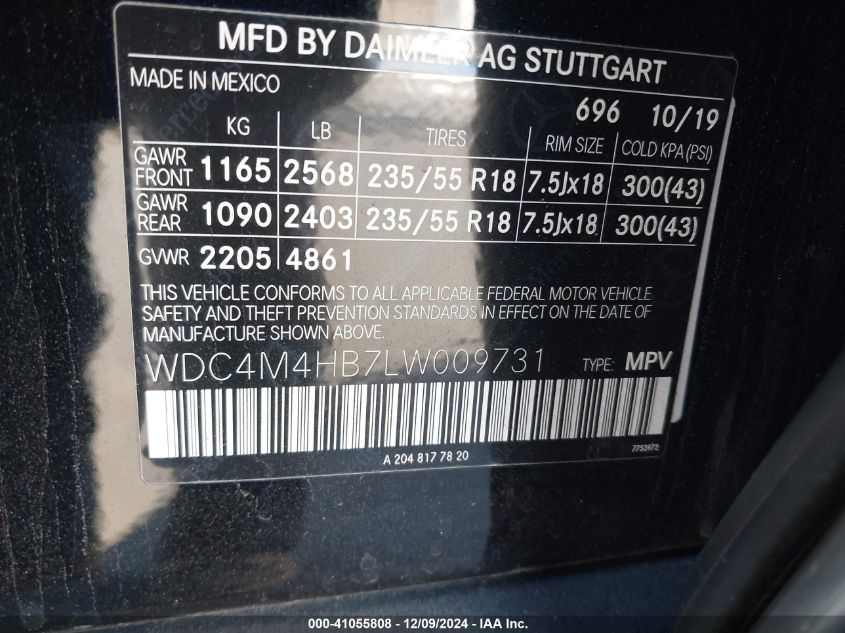 MFD BY DAIMLER AG STUTTGART
MADE IN MEXICO
696 10/19
KG LB TIRES RIM SIZE COLD KPA (PSI)
GAWR FRONT 1165 2568 235/55 R18 7.5Jx18 300(43)
GAWR REAR 1090 2403 235/55 R18 7.5Jx18 300(43)
GVWR 2205 4861
THIS VEHICLE CONFORMS TO ALL APPLICABLE FEDERAL MOTOR VEHICLE
SAFETY AND THEFT PREVENTION STANDARDS IN EFFECT ON THE DATE OF
MANUFACTURE SHOWN ABOVE.
WDC4M4HB7LW009731 TYPE: MPV
A 204 817 78 20
7753972
000-41055808 - 12/09/2024 - IAA Inc.